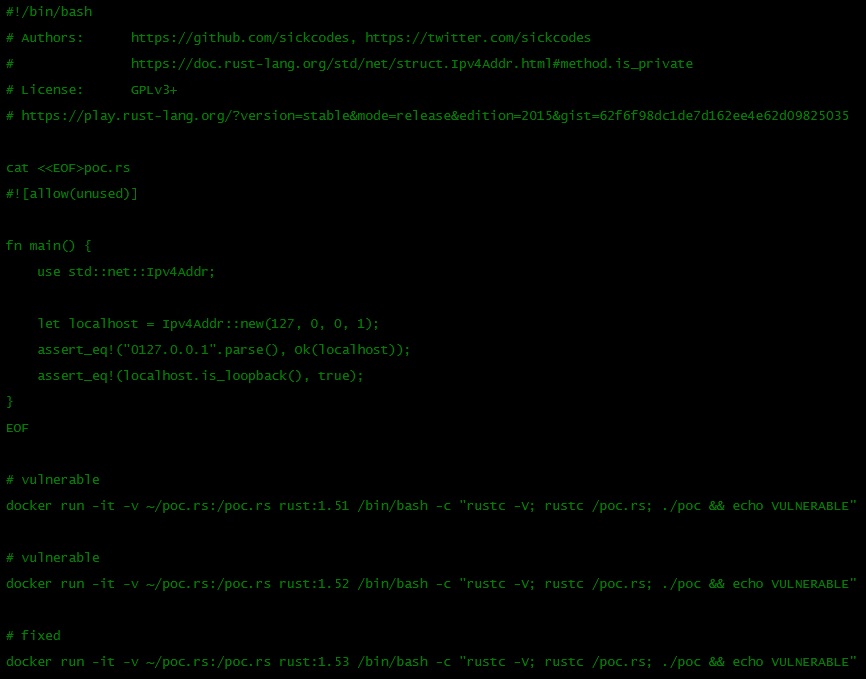 #!/bin/bash
# Authors:      https://github.com/sickcodes, https://twitter.com/sickcodes
#               https://doc.rust-lang.org/std/net/struct.Ipv4Addr.html#method.is_private
# License:      GPLv3+
# https://play.rust-lang.org/?version=stable&mode=release&edition=2015&gist=62f6f98dc1de7d162ee4e62d09825035

cat <<EOF>poc.rs
#![allow(unused)]

fn main() {
    use std::net::Ipv4Addr;

    let localhost = Ipv4Addr::new(127, 0, 0, 1);
    assert_eq!("0127.0.0.1".parse(), Ok(localhost));
    assert_eq!(localhost.is_loopback(), true);
}
EOF

# vulnerable
docker run -it -v ~/poc.rs:/poc.rs rust:1.51 /bin/bash -c "rustc -V; rustc /poc.rs; ./poc && echo VULNERABLE"

# vulnerable
docker run -it -v ~/poc.rs:/poc.rs rust:1.52 /bin/bash -c "rustc -V; rustc /poc.rs; ./poc && echo VULNERABLE"

# fixed
docker run -it -v ~/poc.rs:/poc.rs rust:1.53 /bin/bash -c "rustc -V; rustc /poc.rs; ./poc && echo VULNERABLE"